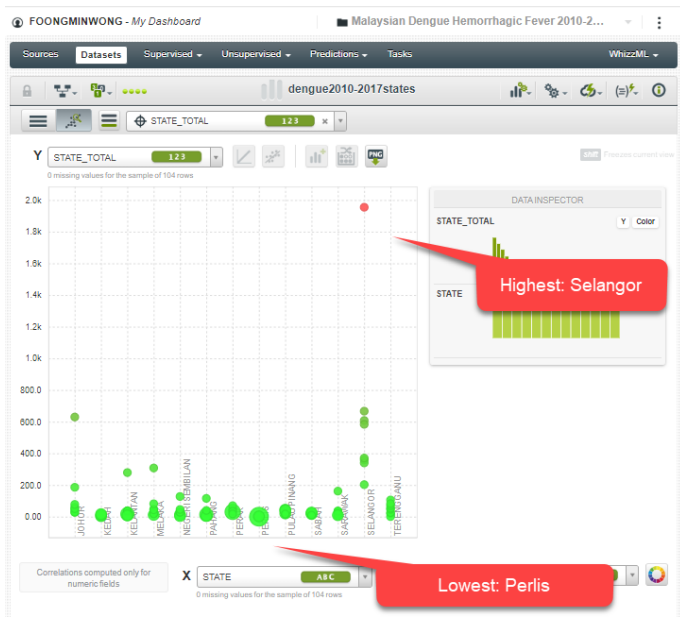 FOONGMINWONG - My Dashboard
Malaysian Dengue Hemorrhagic Fever 2010-2...
Sources Datasets Supervised Unsupervised Predictions Tasks WhizzML
dengue2010-2017states
STATE_TOTAL 123 ×
Y STATE_TOTAL 123
PNG
snif Freezes current view
0 missing values for the sample of 104 rows
DATA INSPECTOR
STATE_TOTAL Y Color
STATE
Highest: Selangor
2.0k
1.8k
1.6k
1.4k
1.2k
1.0k
800.0
600.0
400.0
200.0
0.00
JOHOR
KEDAH
KELANTAN
MELAKA
NEGERI SEMBILAN
PAHANG
PERAK
PERLIS
PULAU PINANG
SABAH
SARAWAK
SELANGOR
TERENGGANU
Correlations computed only for
numeric fields
X STATE ABC
0 missing values for the sample of 104 rows
Lowest: Perlis